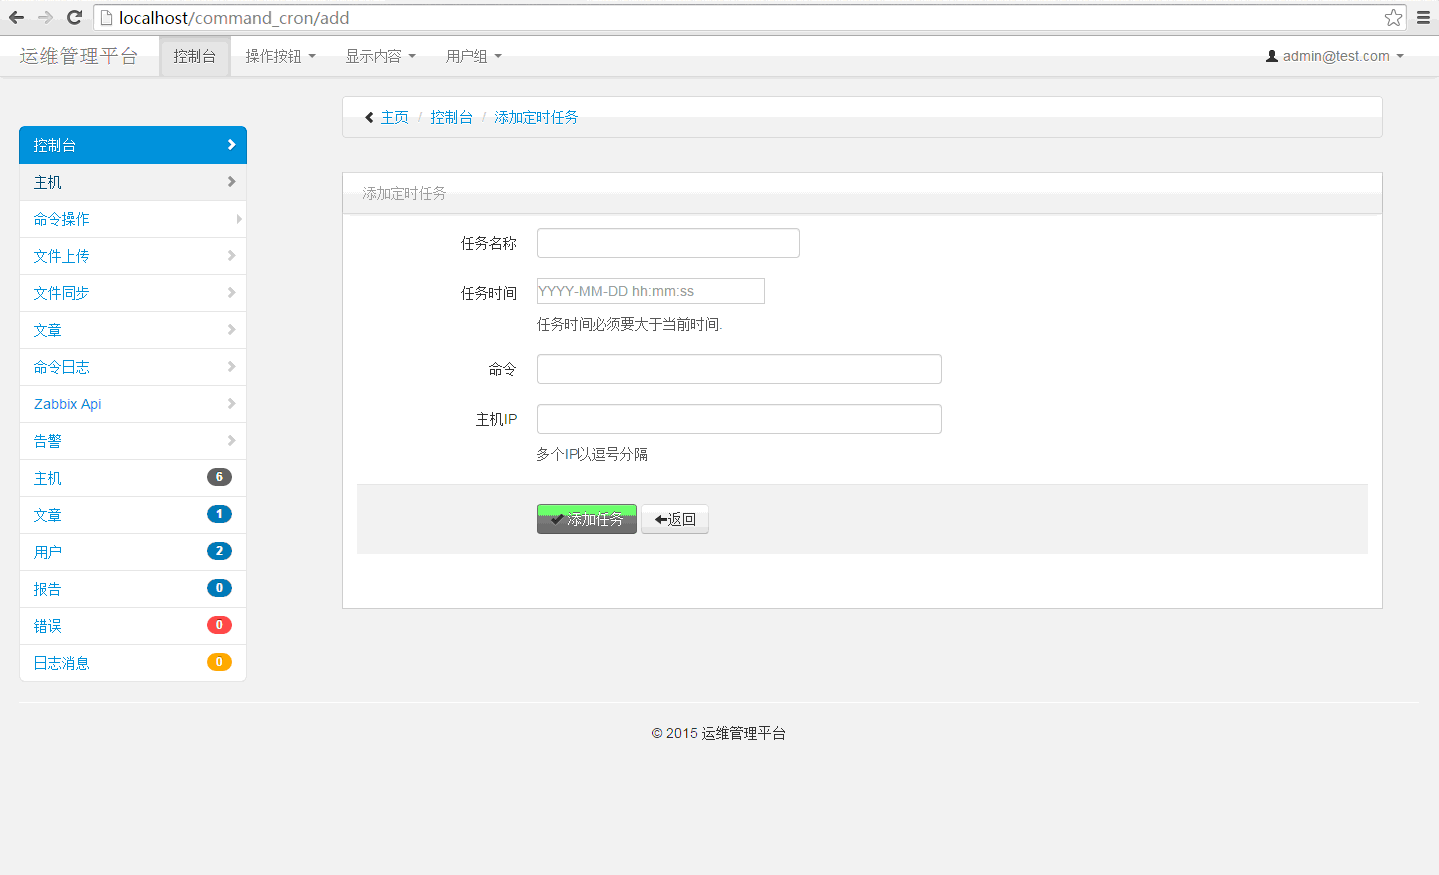 localhost/command_cron/add
运维管理平台 控制台 操作按钮 显示内容 用户组 admin@test.com
主页 / 控制台 / 添加定时任务
控制台
主机
命令操作
文件上传
文件同步
文章
命令日志
Zabbix Api
告警
主机 6
文章 1
用户 2
报告 0
错误 0
日志消息 0
添加定时任务
任务名称
任务时间 YYYY-MM-DD hh:mm:ss
任务时间必须要大于当前时间.
命令
主机IP
多个IP以逗号分隔
添加任务 返回
© 2015 运维管理平台